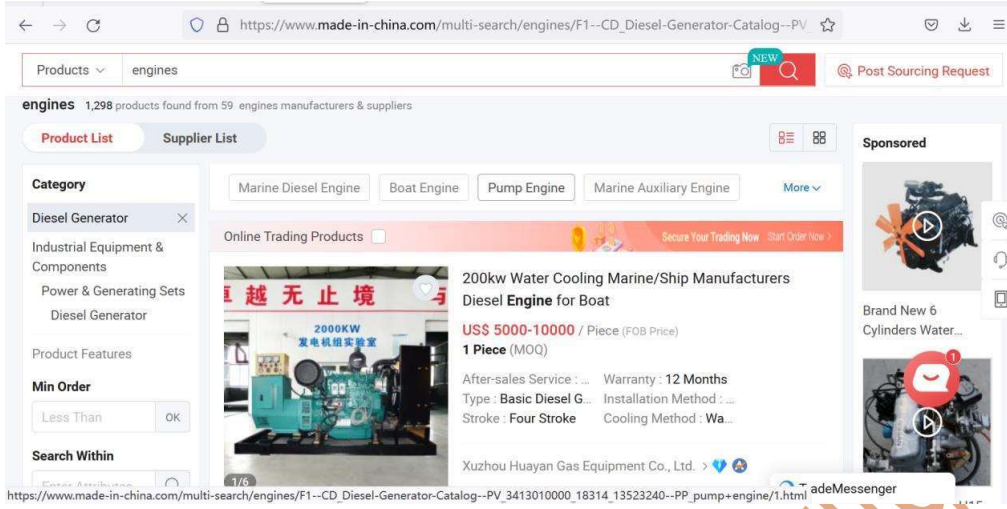 https://www.made-in-china.com/multi-search/engines/F1--CD_Diesel-Generator-Catalog--PV_
Products engines NEW Post Sourcing Request
engines 1,298 products found from 59 engines manufacturers & suppliers
Product List Supplier List
Sponsored
Category
Marine Diesel Engine Boat Engine Pump Engine Marine Auxiliary Engine More
Diesel Generator
Online Trading Products Secure Your Trading Now Start Order Now >
Industrial Equipment &
Components
Power & Generating Sets
Diesel Generator
Product Features
Min Order
Less Than OK
Search Within
越无止境
2000KW
发电机组实验室
1/6
200kw Water Cooling Marine/Ship Manufacturers
Diesel Engine for Boat
US$ 5000-10000 / Piece (FOB Price)
1 Piece (MOQ)
After-sales Service : ... Warranty : 12 Months
Type : Basic Diesel G... Installation Method : ...
Stroke : Four Stroke Cooling Method : Wa...
Xuzhou Huayan Gas Equipment Co., Ltd. >
Brand New 6
Cylinders Water...
1
adeMessenger
https://www.made-in-china.com/multi-search/engines/F1--CD_Diesel-Generator-Catalog--PV_3413010000_18314_13523240--PP_pump+engine/1.html